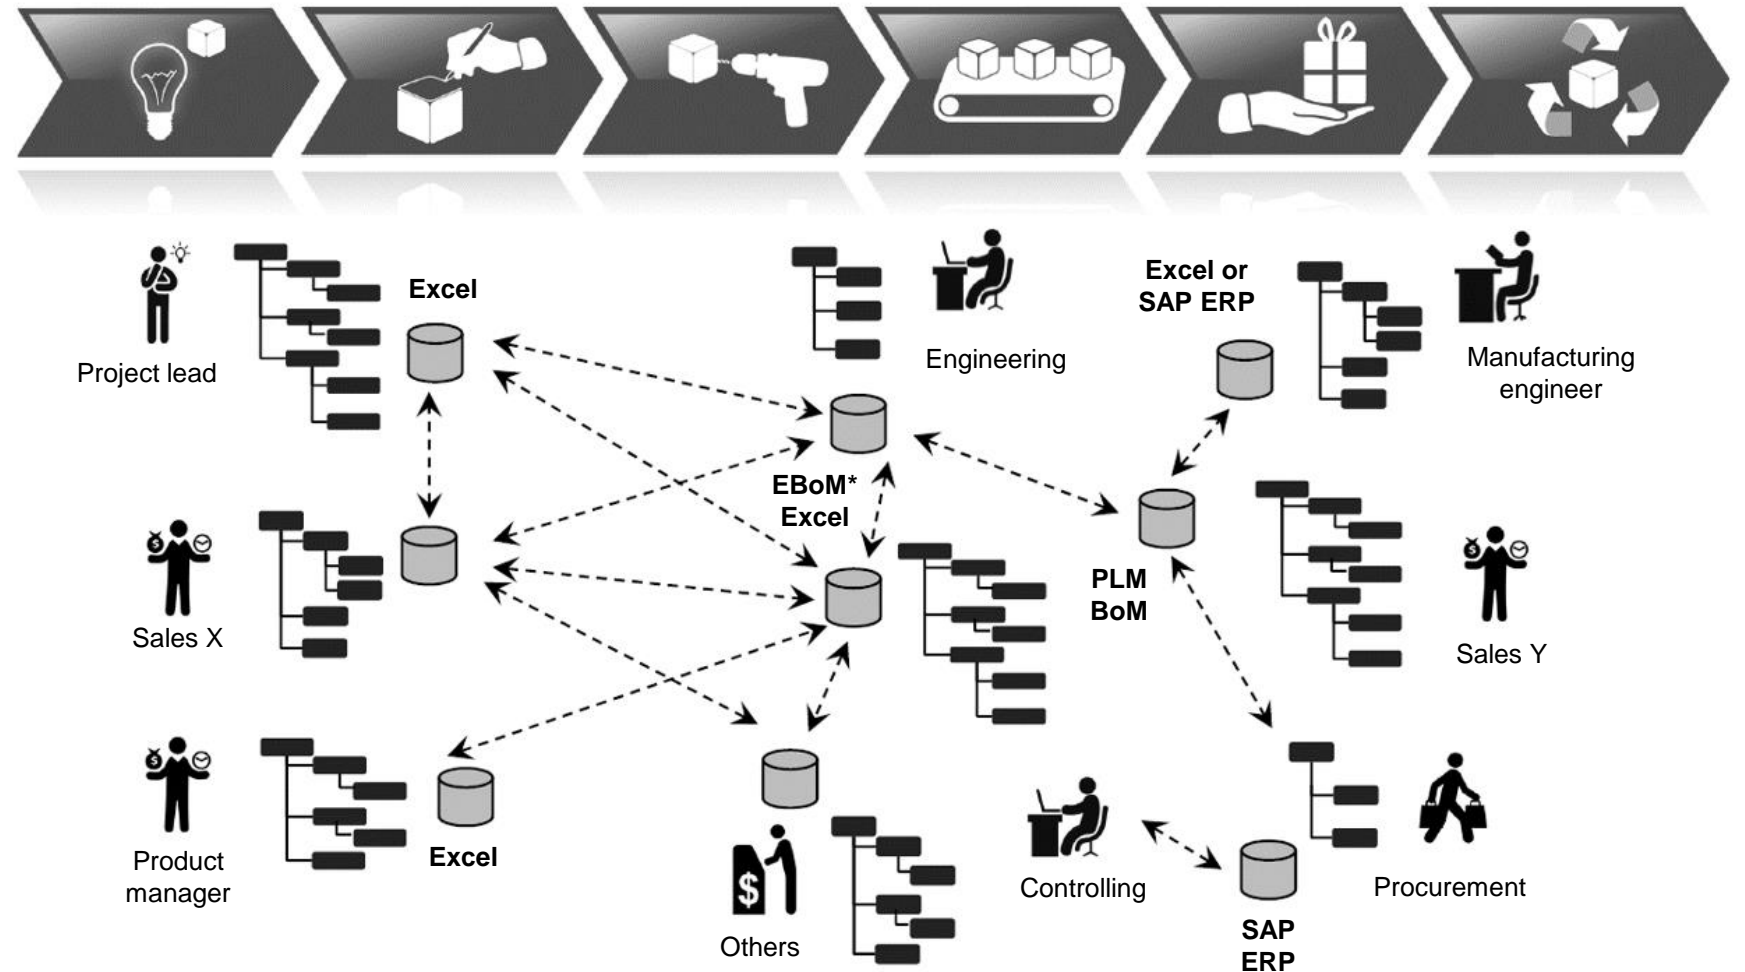 Excel
Project lead
Engineering
Excel or
SAP ERP
Manufacturing
engineer
EBoM*
Excel
PLM
BoM
Sales X
Sales Y
Product
manager
Excel
$
Others
Controlling
Procurement
SAP
ERP